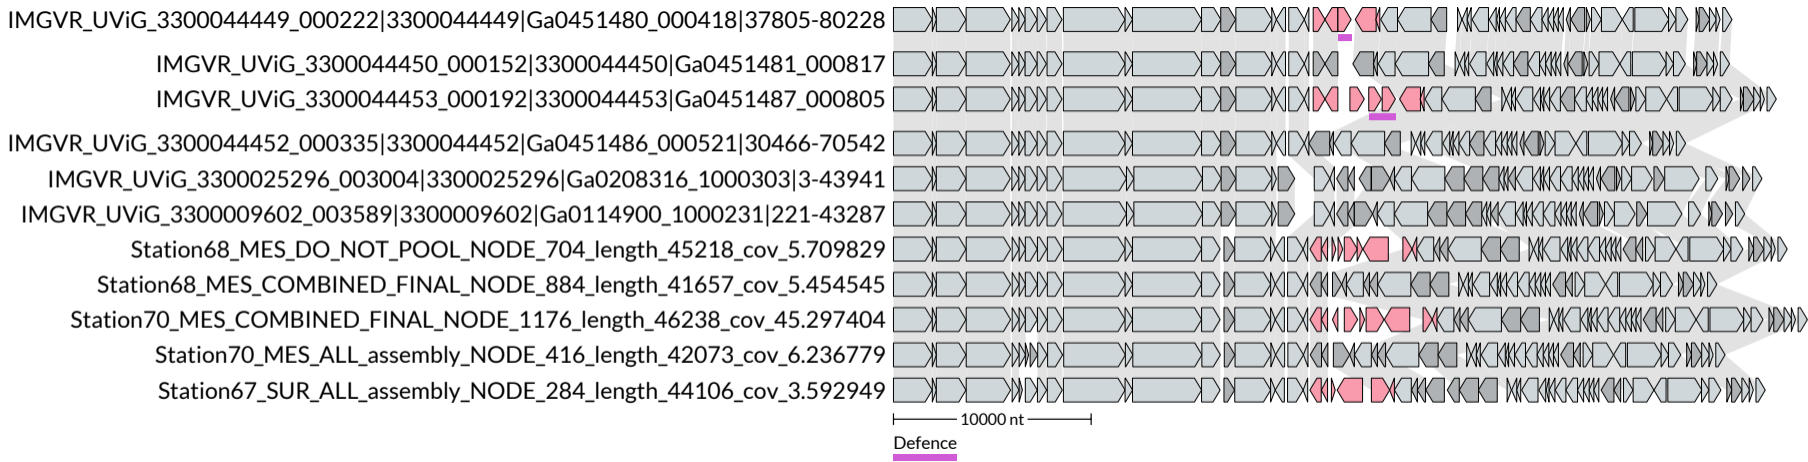 IMGVR_UViG_3300044449_000222|3300044449|Ga0451480_000418|37805-80228
IMGVR_UViG_3300044450_000152|3300044450|Ga0451481_000817
IMGVR_UViG_3300044453_000192|3300044453|Ga0451487_000805
IMGVR_UViG_3300044452_000335|3300044452|Ga0451486_000521|30466-70542
IMGVR_UViG_3300025296_003004|3300025296|Ga0208316_1000303|3-43941
IMGVR_UViG_3300009602_003589|3300009602|Ga0114900_1000231|221-43287
Station68_MES_DO_NOT_POOL_NODE_704_length_45218_cov_5.709829
Station68_MES_COMBINED_FINAL_NODE_884_length_41657_cov_5.454545
Station70_MES_COMBINED_FINAL_NODE_1176_length_46238_cov_45.297404
Station70_MES_ALL_assembly_NODE_416_length_42073_cov_6.236779
Station67_SUR_ALL_assembly_NODE_284_length_44106_cov_3.592949
10000 nt
Defence